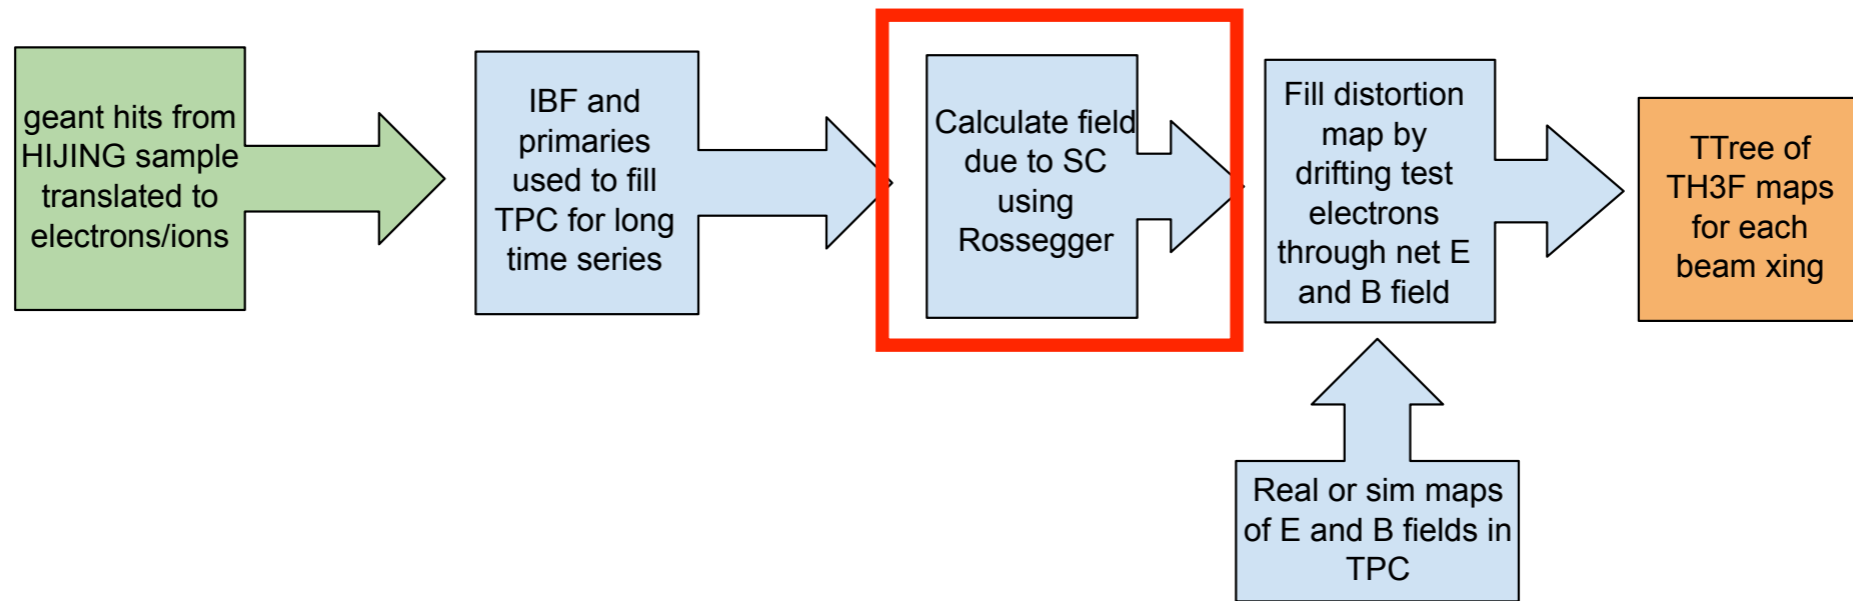 geant hits from
HIJING sample
translated to
electrons/ions
IBF and
primaries
used to fill
TPC for long
time series
Calculate field
due to SC
using
Rossegger
Fill distortion
map by
drifting test
electrons
through net E
and B field
TTree of
TH3F maps
for each
beam xing
Real or sim maps
of E and B fields in
TPC